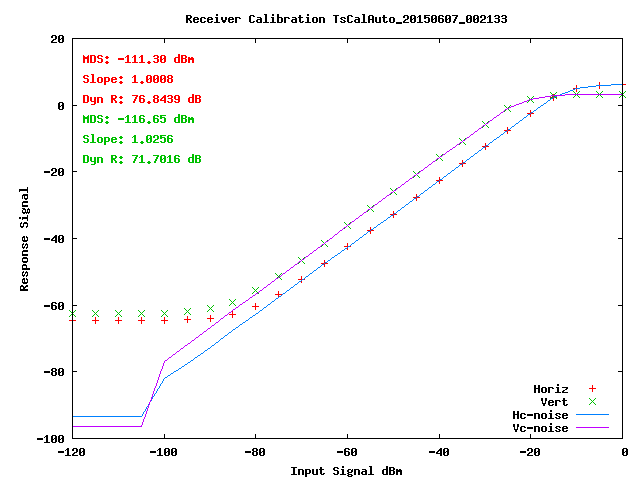 Receiver Calibration TsCalAuto_20150607_002133
20
0
-20
-40
-60
-80
-100
Response Signal
MDS: -111.30 dBm
Slope: 1.0008
Dyn R: 76.8439 dB
MDS: -116.65 dBm
Slope: 1.0256
Dyn R: 71.7016 dB
Horiz
Vert
Hc-noise
Vc-noise
-120 -100 -80 -60 -40 -20 0
Input Signal dBm